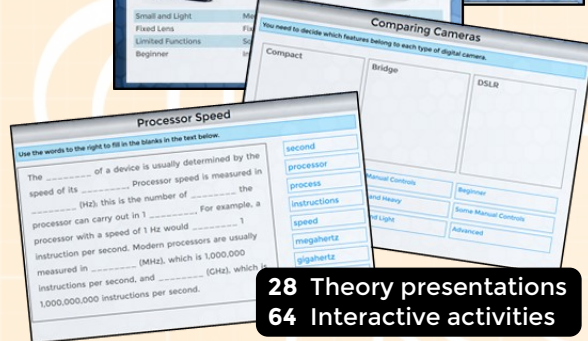 Small and Light
Fixed Lens
Limited Functions
Beginner
Comparing Cameras
You need to decide which features belong to each type of digital camera.
Compact
Bridge
DSLR
Manual Controls
Beginner
and Heavy
Some Manual Controls
nd Light
Advanced
Processor Speed
Use the words to the right to fill in the blanks in the text below.
The ________ of a device is usually determined by the
speed of its ________. Processor speed is measured in
________ (Hz); this is the number of ________ the
processor can carry out in 1 ________. For example, a
processor with a speed of 1 Hz would ________ 1
instruction per second. Modern processors are usually
measured in ________ (MHz), which is 1,000,000
instructions per second, and ________ (GHz), which is
1,000,000,000 instructions per second.
second
processor
process
instructions
speed
megahertz
gigahertz
28 Theory presentations
64 Interactive activities